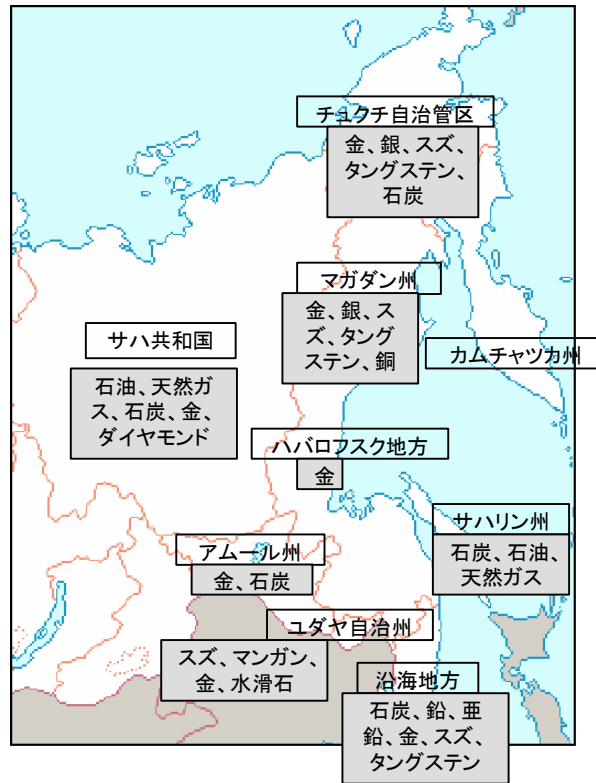 チュクチ自治管区
金、銀、スズ、
タングステン、
石炭
マガダン州
金、銀、ス
ズ、タング
ステン、銅
サハ共和国
石油、天然ガ
ス、石炭、金、
ダイヤモンド
カムチャツカ州
ハバロフスク地方
金
サハリン州
石炭、石油、
天然ガス
アムール州
金、石炭
ユダヤ自治州
スズ、マンガン、
金、水滑石
沿海地方
石炭、鉛、亜
鉛、金、スズ、
タングステン